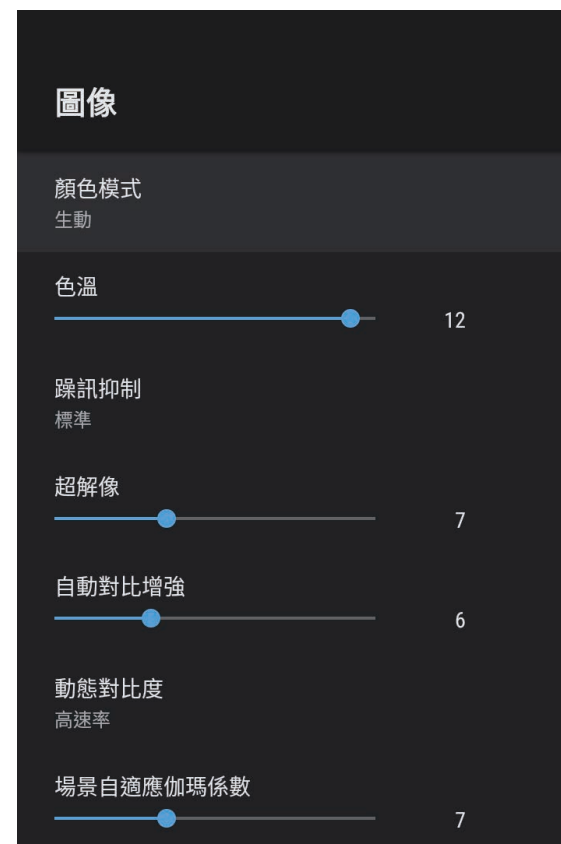 圖像
顏色模式
生動
色溫
12
躁訊抑制
標準
超解像
7
自動對比增強
6
動態對比度
高速率
場景自適應伽瑪係數
7